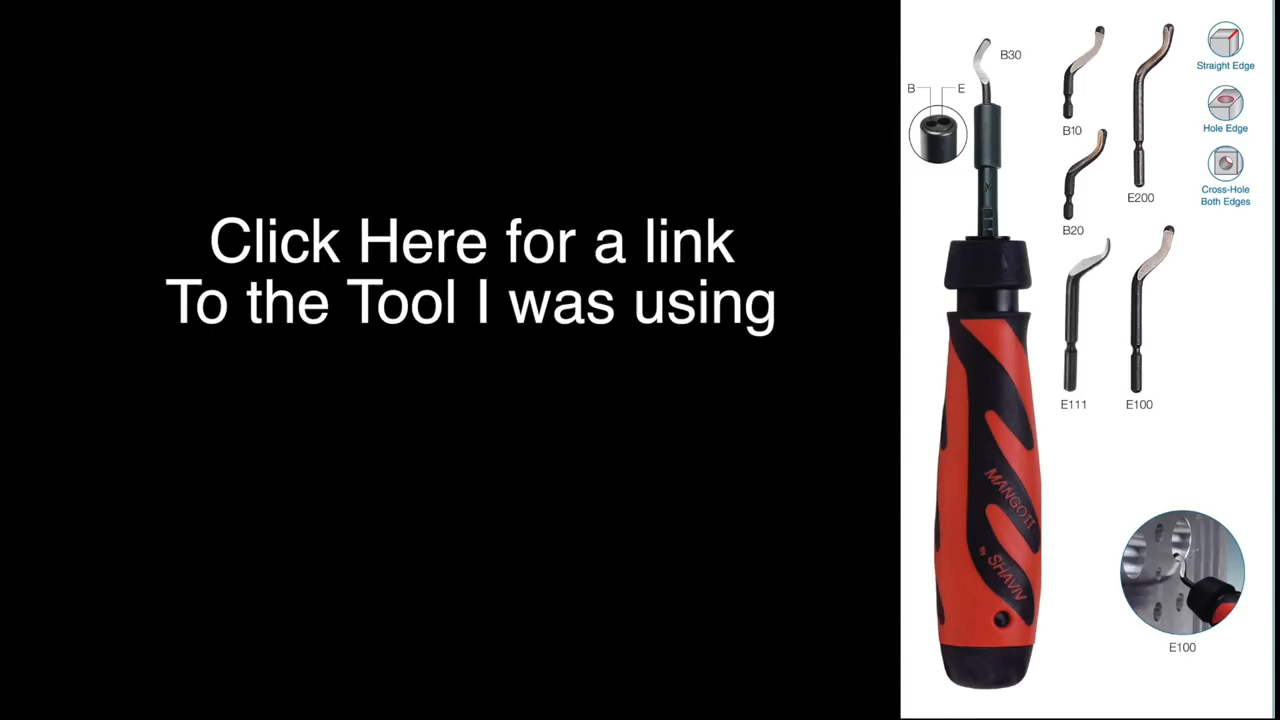 Click Here for a link
To the Tool I was using
B30
B E
B10
B20
E200
E111
E100
Straight Edge
Hole Edge
Cross-Hole
Both Edges
MANGO II
by SHAVIV
E100